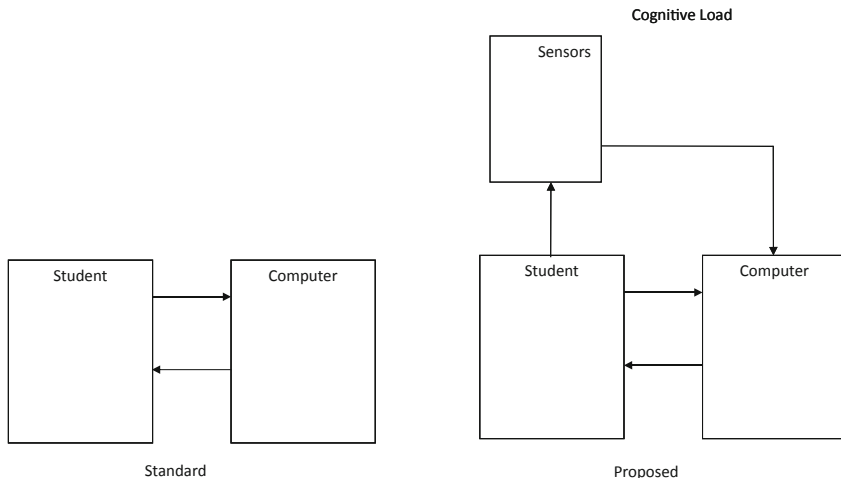 Cognitive Load
Sensors
Student
Computer
Student
Computer
Standard
Proposed